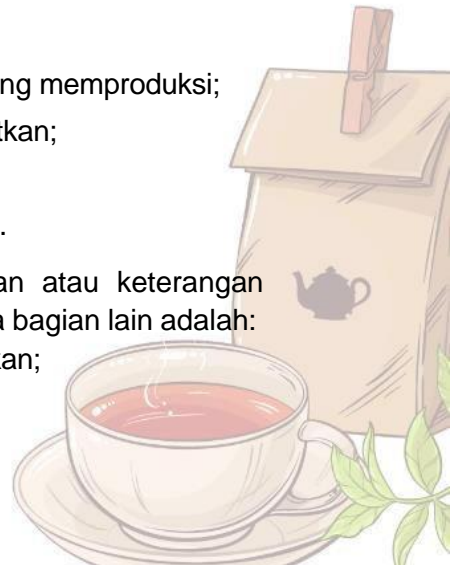 ng memproduksi;
tkan;
.
an atau keterangan
a bagian lain adalah:
kan;